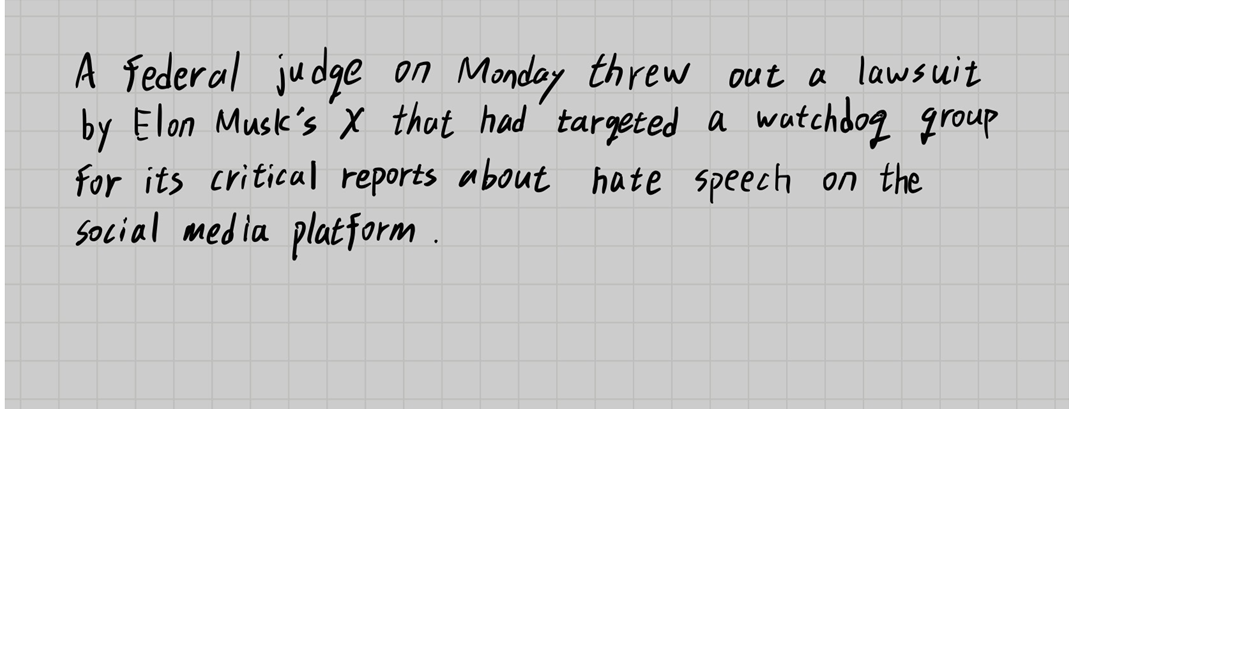 A federal judge on Monday threw out a lawsuit
by Elon Musk's X that had targeted a watchdog group
for its critical reports about hate speech on the
social media platform.